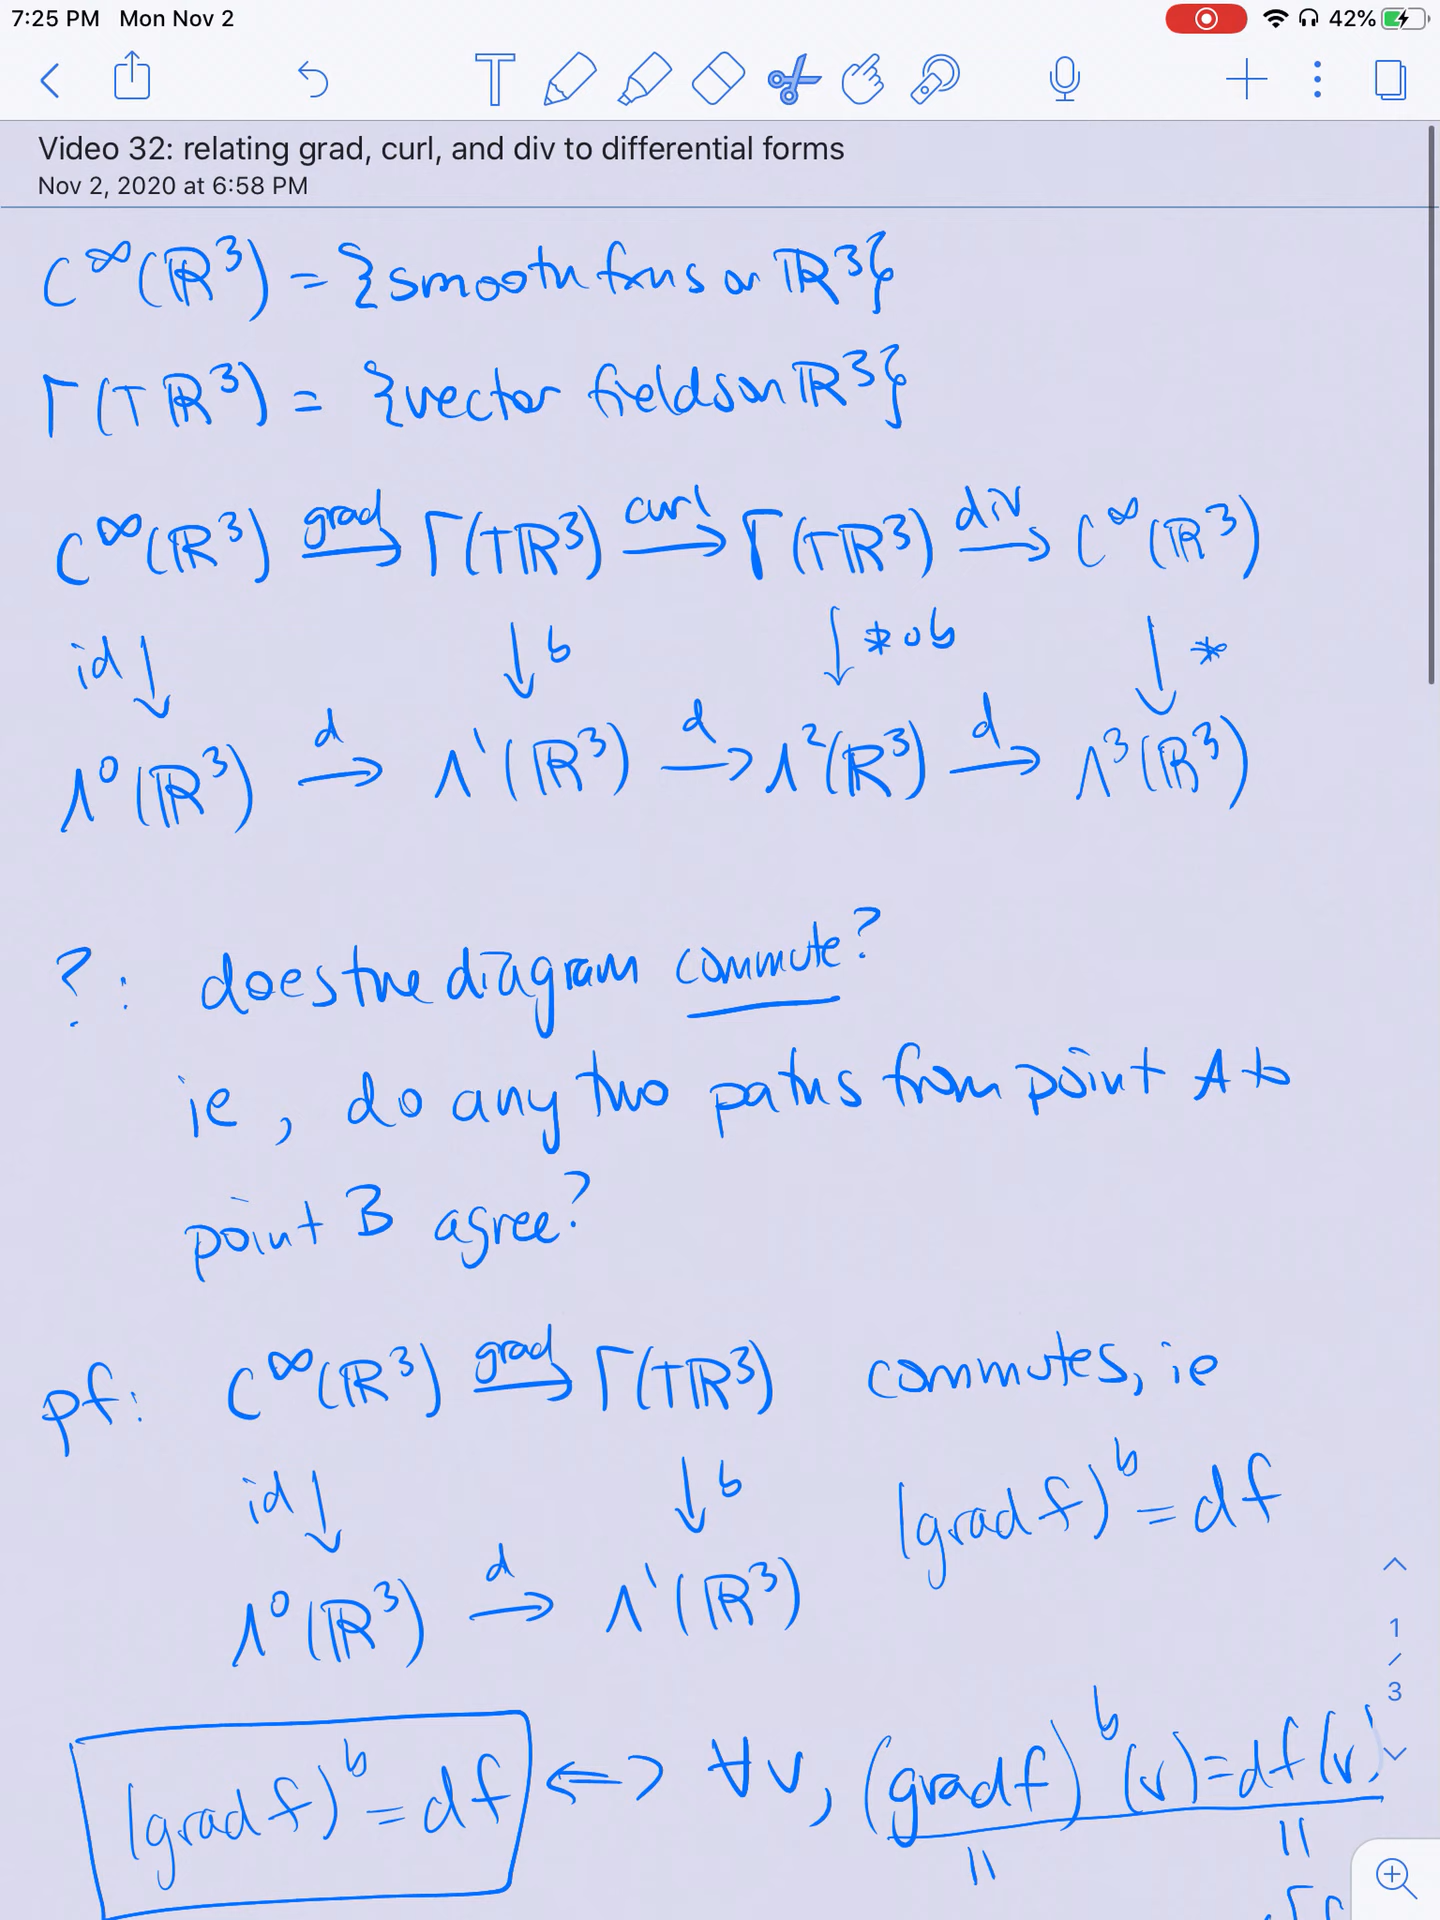 7:25 PM Mon Nov 2 42%
T
Video 32: relating grad, curl, and div to differential forms
Nov 2, 2020 at 6:58 PM
C^∞(ℝ³) = {smooth fxns on ℝ³}
Γ(Tℝ³) = {vector fields on ℝ³}
C^∞(ℝ³) —grad→ Γ(Tℝ³) —curl→ Γ(Tℝ³) —div→ C^∞(ℝ³)
id ↓ ↓ ♭ ↓ *∘♭ ↓ *
Λ⁰(ℝ³) —d→ Λ¹(ℝ³) —d→ Λ²(ℝ³) —d→ Λ³(ℝ³)
?: does the diagram commute?
ie, do any two paths from point A to
point B agree?
pf: C^∞(ℝ³) —grad→ Γ(Tℝ³) commutes, ie
id ↓ ↓ ♭ (grad f)^♭ = df
Λ⁰(ℝ³) —d→ Λ¹(ℝ³)
1
/
3
(grad f)^♭ = df ⟺ ∀v, (grad f)^♭(v) = df(v)
|| ||